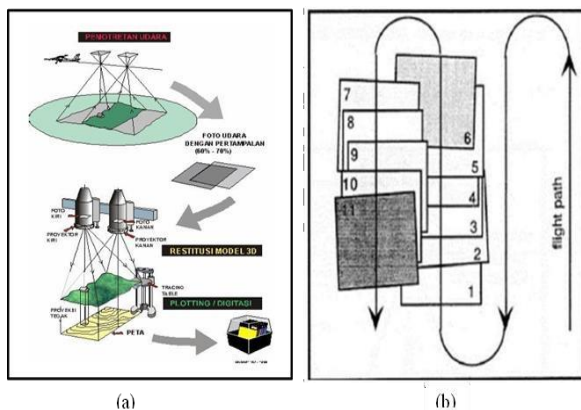 PEMOTRETAN UDARA
FOTO UDARA
DENGAN PERTAMPALAN
(60% - 70%)
FOTO
KIRI
FOTO
KANAN
PROYEKTOR
KIRI
PROYEKTOR
KANAN
RESTITUSI MODEL 3D
TRACING
TABLE
PLOTTING / DIGITASI
PROYEKSI
TEGAK
PETA
(a)
7
8
9
10
11
6
5
4
3
2
1
flight path
(b)